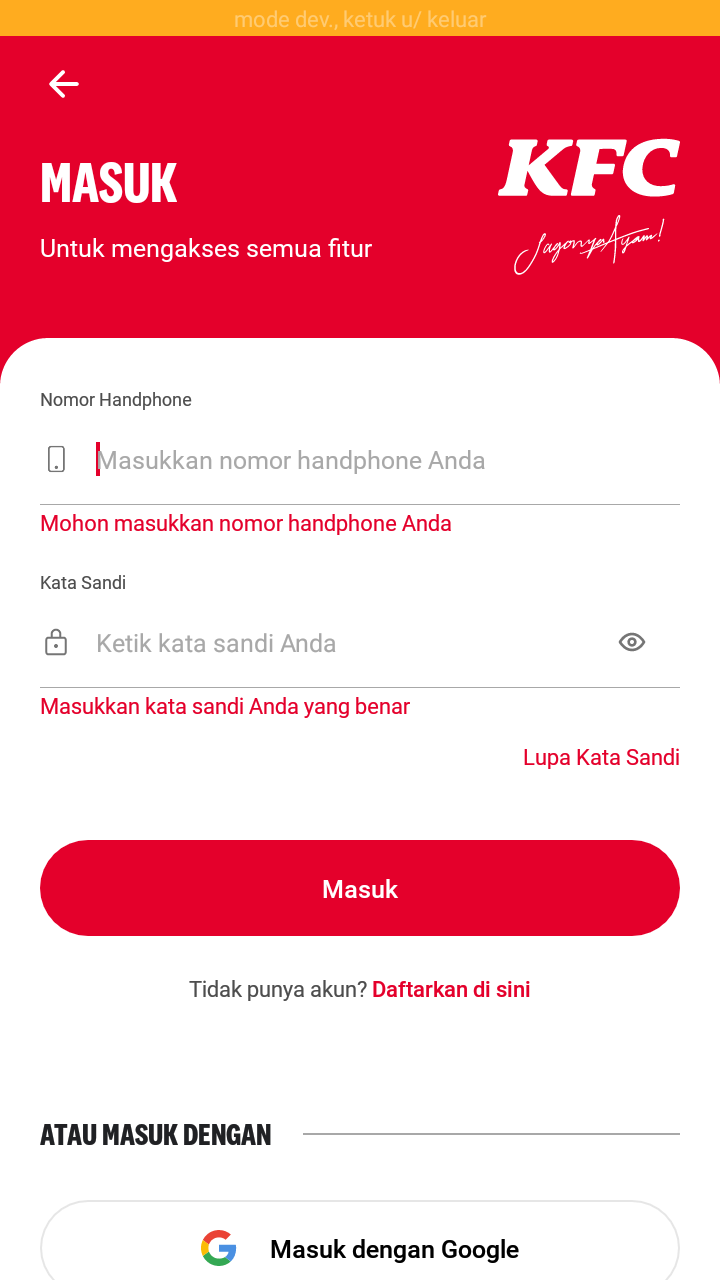 mode dev., ketuk u/ keluar
MASUK
KFC
Untuk mengakses semua fitur
Jagonya Ayam!
Nomor Handphone
Masukkan nomor handphone Anda
Mohon masukkan nomor handphone Anda
Kata Sandi
Ketik kata sandi Anda
Masukkan kata sandi Anda yang benar
Lupa Kata Sandi
Masuk
Tidak punya akun? Daftarkan di sini
ATAU MASUK DENGAN
Masuk dengan Google